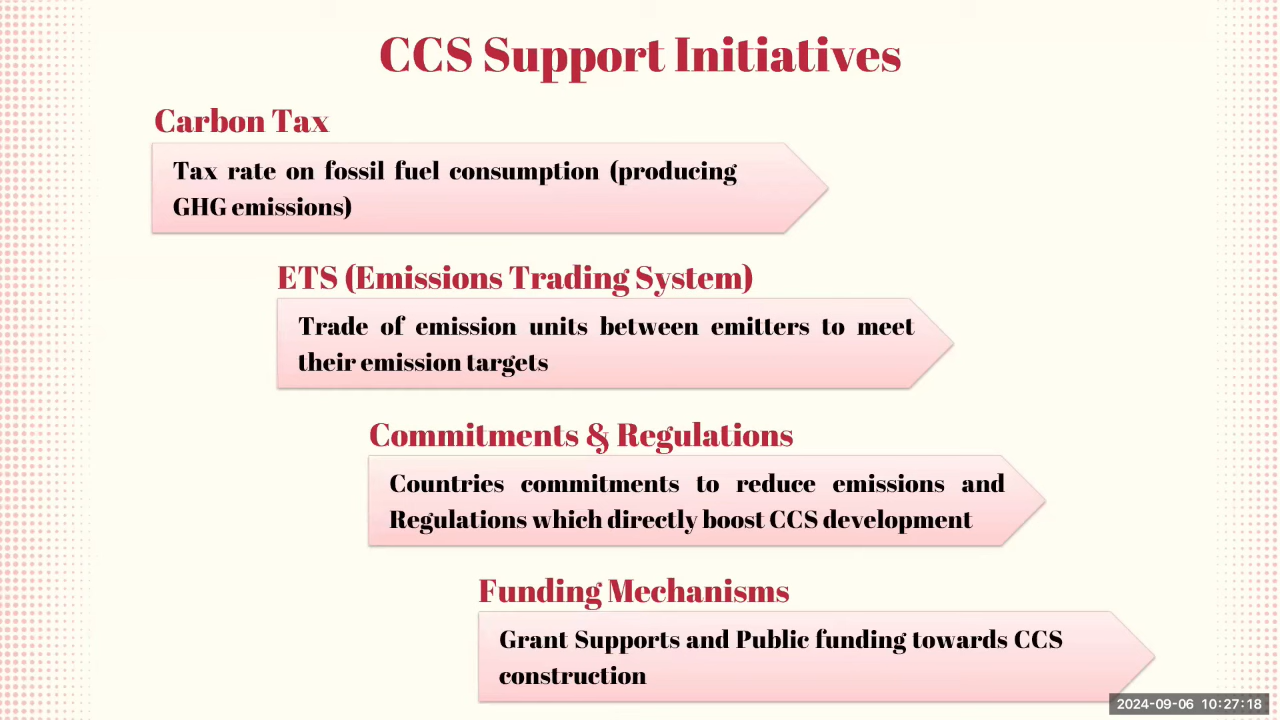 CCS Support Initiatives
Carbon Tax
Tax rate on fossil fuel consumption (producing
GHG emissions)
ETS (Emissions Trading System)
Trade of emission units between emitters to meet
their emission targets
Commitments & Regulations
Countries commitments to reduce emissions and
Regulations which directly boost CCS development
Funding Mechanisms
Grant Supports and Public funding towards CCS
construction
2024-09-06 10:27:18